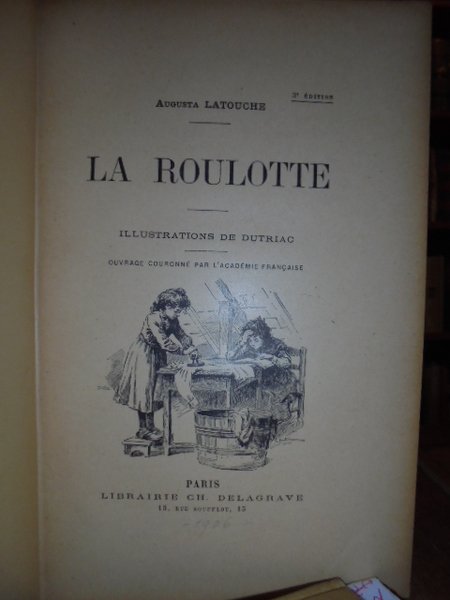 3e ÉDITION
AUGUSTA LATOUCHE
LA ROULOTTE
ILLUSTRATIONS DE DUTRIAC
OUVRAGE COURONNÉ PAR L'ACADÉMIE FRANÇAISE
PARIS
LIBRAIRIE CH. DELAGRAVE
15, RUE SOUFFLOT, 15
1906